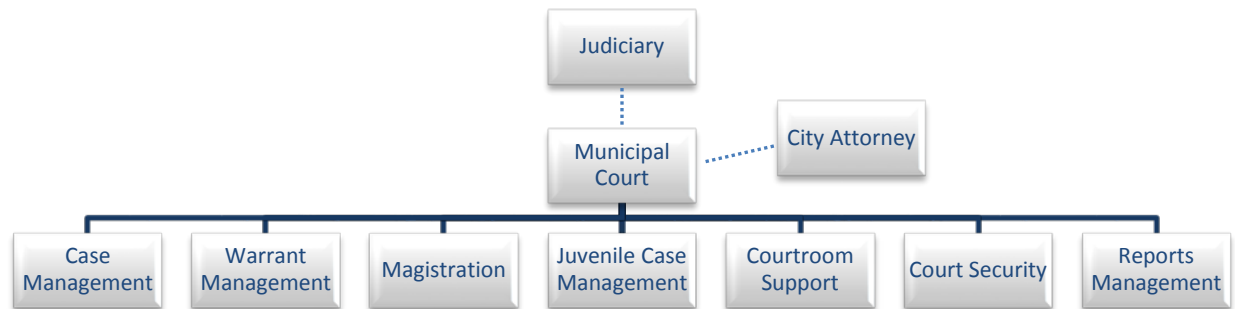 Judiciary
City Attorney
Municipal
Court
Case
Management
Warrant
Management
Magistration
Juvenile Case
Management
Courtroom
Support
Court Security
Reports
Management